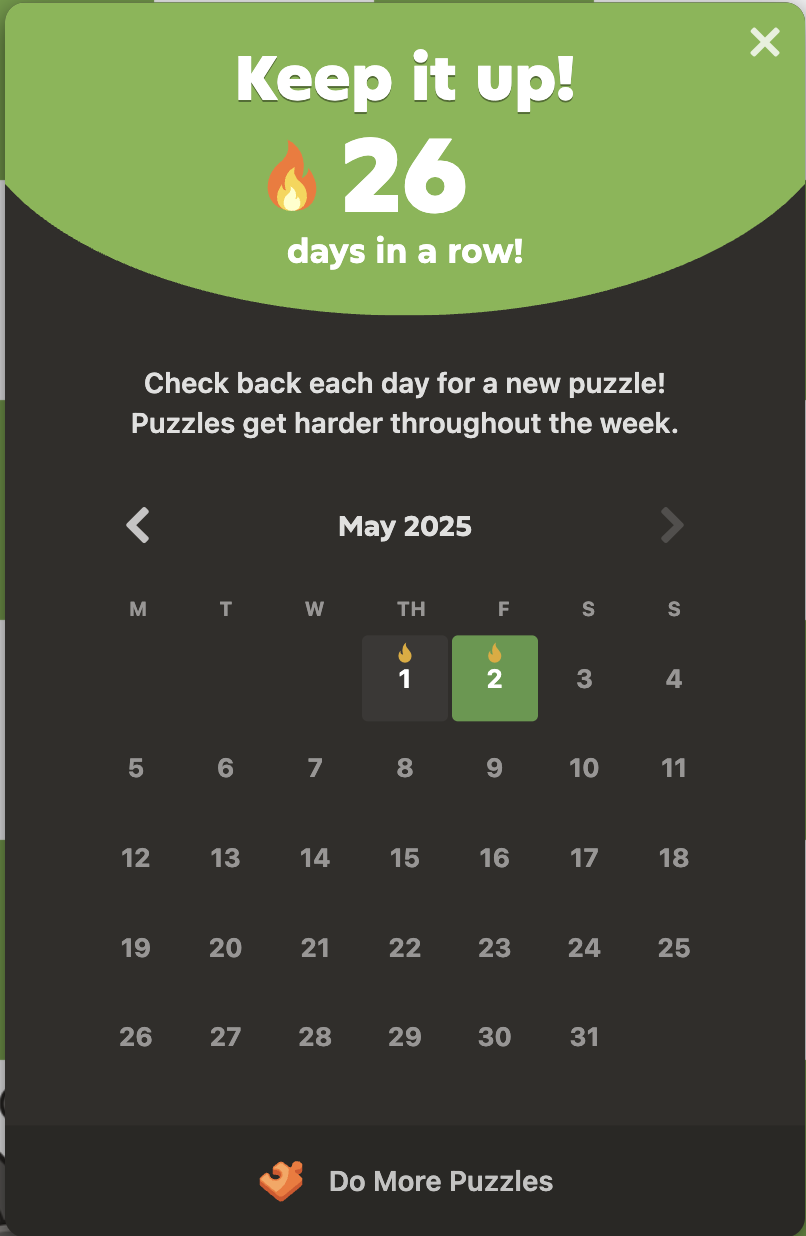 Keep it up!
26
days in a row!
Check back each day for a new puzzle!
Puzzles get harder throughout the week.
May 2025
M T W TH F S S
1 2 3 4
5 6 7 8 9 10 11
12 13 14 15 16 17 18
19 20 21 22 23 24 25
26 27 28 29 30 31
Do More Puzzles